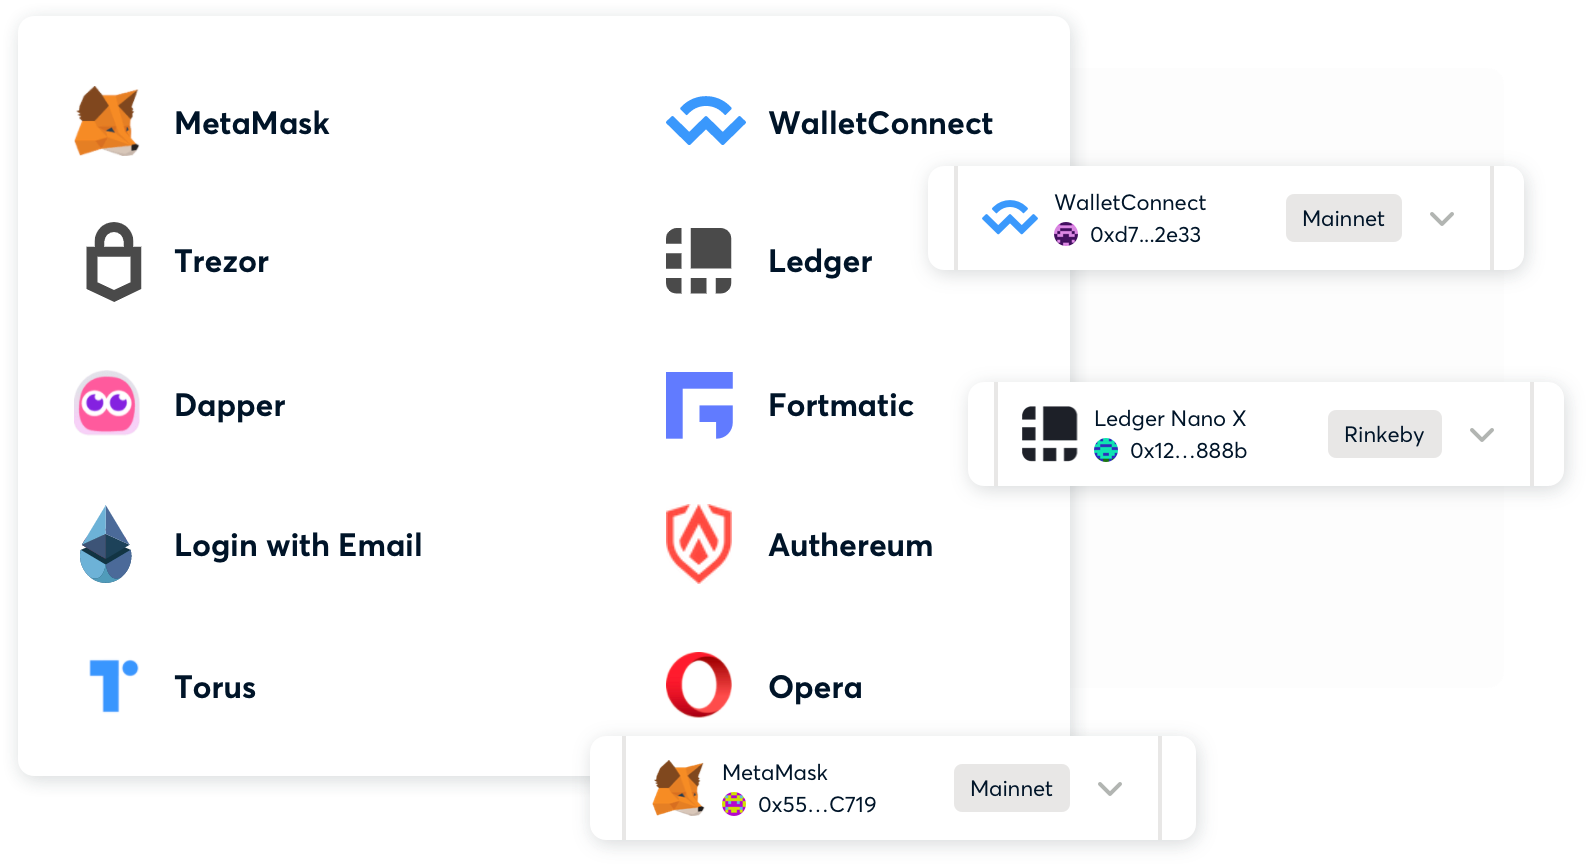 MetaMask
WalletConnect
Trezor
Ledger
Dapper
Fortmatic
Login with Email
Authereum
Torus
Opera
WalletConnect
0xd7...2e33
Mainnet
Ledger Nano X
0x12...888b
Rinkeby
MetaMask
0x55...C719
Mainnet